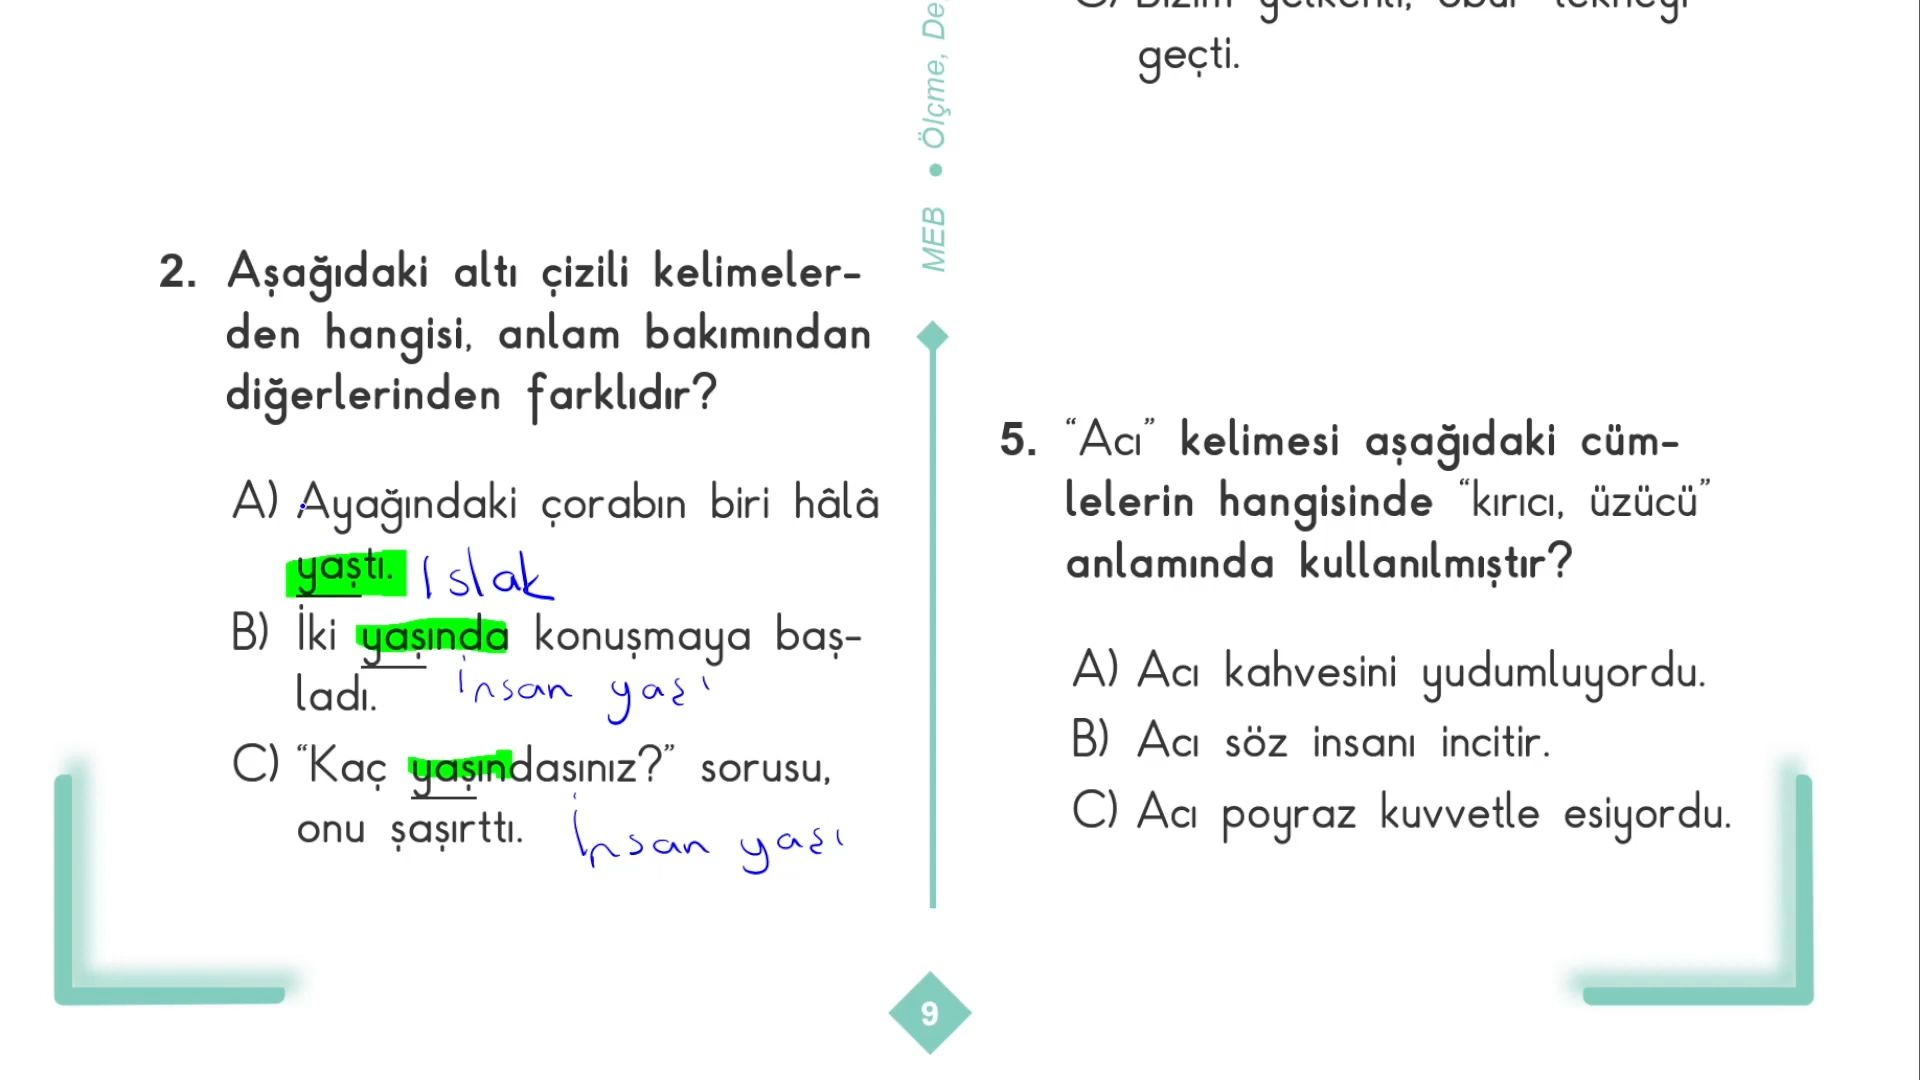 2. Aşağıdaki altı çizili kelimeler-
den hangisi, anlam bakımından
diğerlerinden farklıdır?
A) Ayağındaki çorabın biri hâlâ
yaştı. Islak
B) İki yaşında konuşmaya baş-
ladı. İnsan yaşı
C) “Kaç yaşındasınız?” sorusu,
onu şaşırttı. İnsan yaşı
MEB • Ölçme,
geçti.
5. “Acı” kelimesi aşağıdaki cüm-
lelerin hangisinde “kırıcı, üzücü”
anlamında kullanılmıştır?
A) Acı kahvesini yudumluyordu.
B) Acı söz insanı incitir.
C) Acı poyraz kuvvetle esiyordu.
9